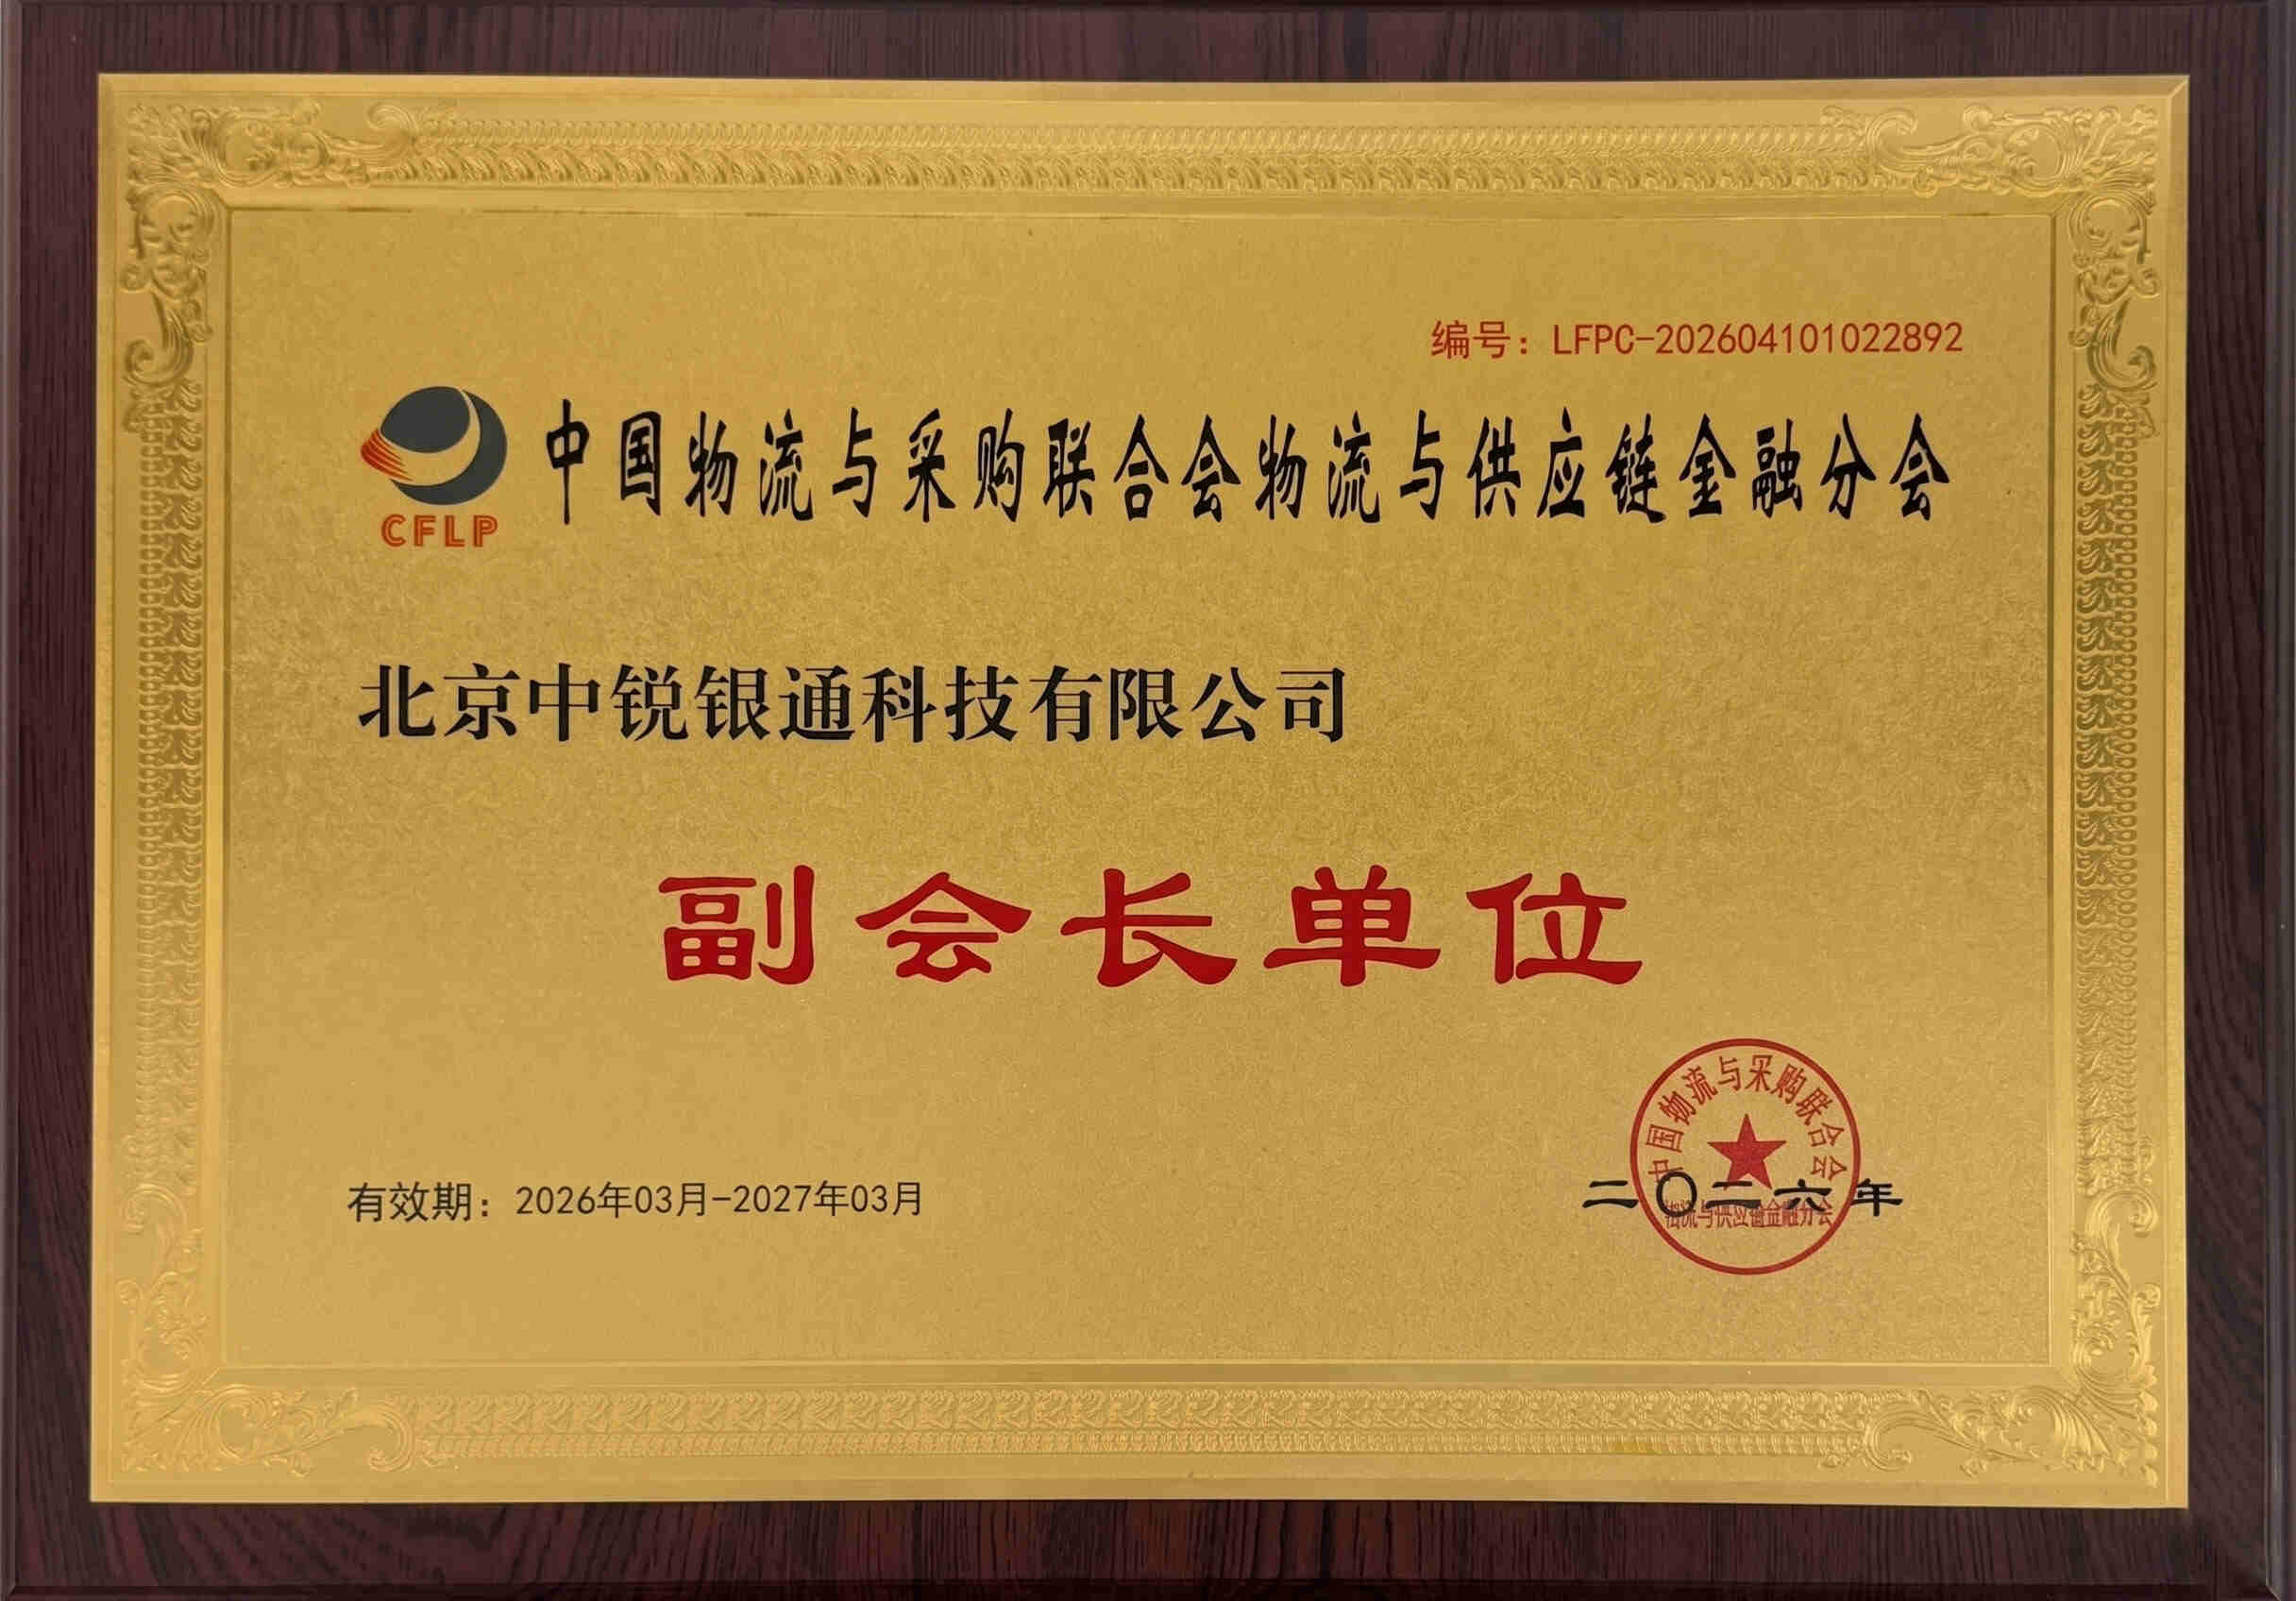 编号：LFPC-202604101022892
CFLP
中国物流与采购联合会物流与供应链金融分会
北京中锐银通科技有限公司
副会长单位
中国物流与采购联合会
物流与供应链金融分会
有效期：2026年03月-2027年03月
二〇二六年